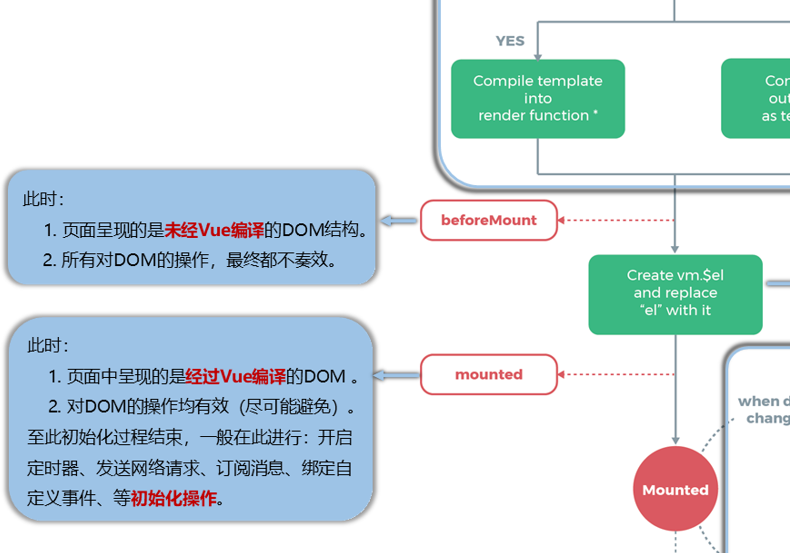 YES
Compile template
into
render function *
Con
out
as te
此时：
1. 页面呈现的是未经Vue编译的DOM结构。
2. 所有对DOM的操作，最终都不奏效。
beforeMount
Create vm.$el
and replace
“el” with it
此时：
1. 页面中呈现的是经过Vue编译的DOM 。
2. 对DOM的操作均有效（尽可能避免）。
至此初始化过程结束，一般在此进行：开启
定时器、发送网络请求、订阅消息、绑定自
定义事件、等初始化操作。
mounted
when d
chang
Mounted